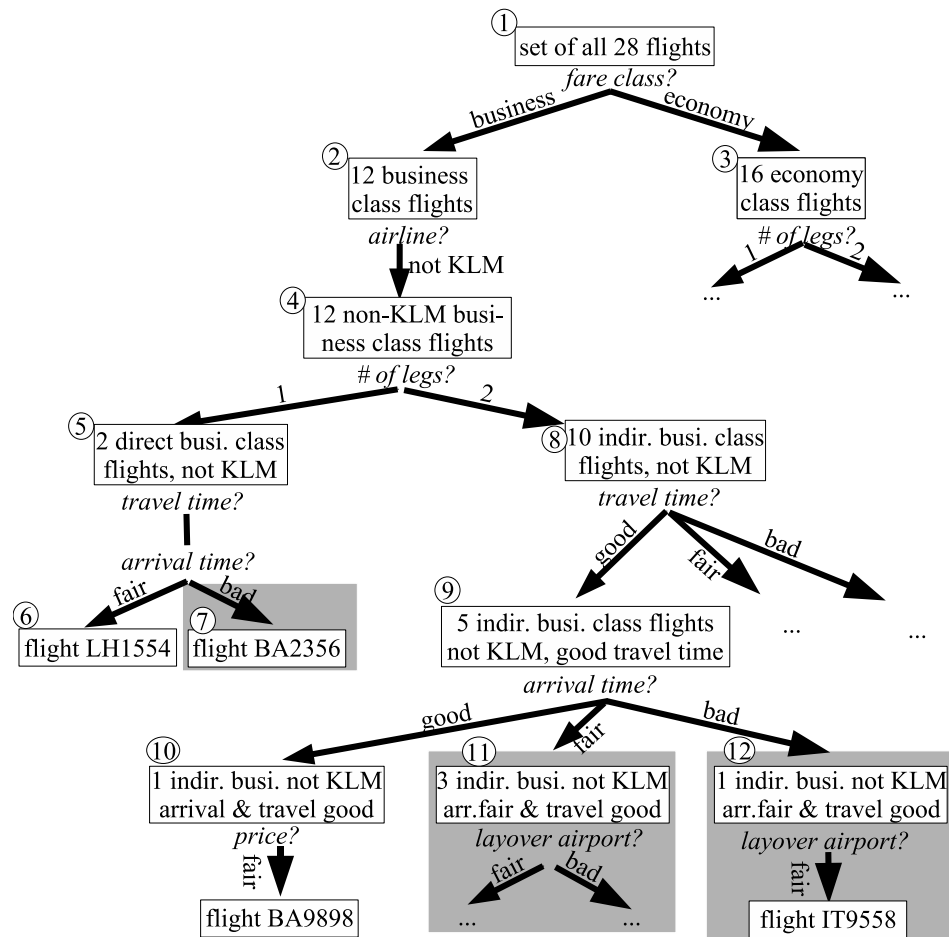 ①
set of all 28 flights
fare class?
business
economy
②
12 business
class flights
airline?
not KLM
③
16 economy
class flights
# of legs?
1
2
...
...
④
12 non-KLM busi-
ness class flights
# of legs?
1
2
⑤
2 direct busi. class
flights, not KLM
travel time?
arrival time?
fair
bad
⑥
flight LH1554
⑦
flight BA2356
⑧
10 indir. busi. class
flights, not KLM
travel time?
good
fair
bad
...
...
⑨
5 indir. busi. class flights
not KLM, good travel time
arrival time?
good
fair
bad
⑩
1 indir. busi. not KLM
arrival & travel good
price?
fair
flight BA9898
⑪
3 indir. busi. not KLM
arr.fair & travel good
layover airport?
fair
bad
...
...
⑫
1 indir. busi. not KLM
arr.fair & travel good
layover airport?
fair
flight IT9558